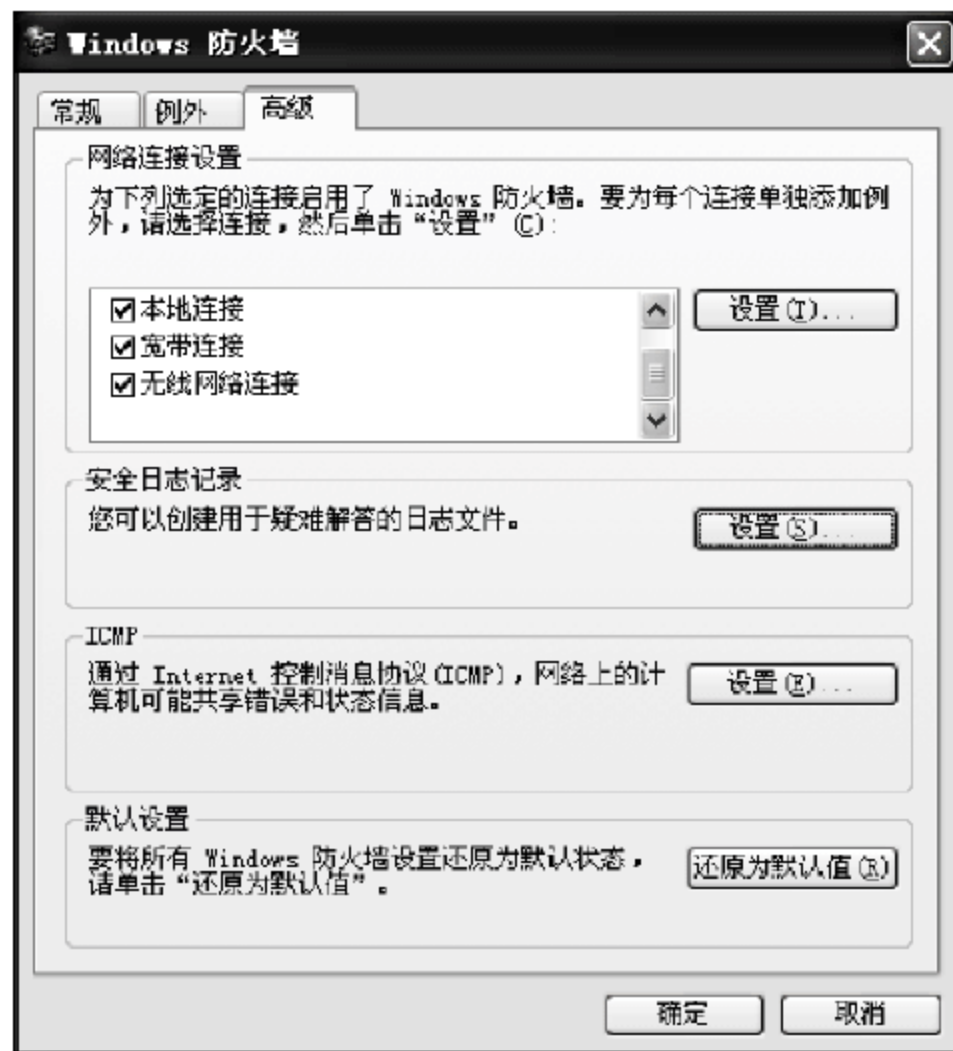 Windows 防火墙
常规 例外 高级
网络连接设置
为下列选定的连接启用了 Windows 防火墙。要为每个连接单独添加例
外，请选择连接，然后单击“设置” (C):
本地连接
设置(T)...
宽带连接
无线网络连接
安全日志记录
您可以创建用于疑难解答的日志文件。
设置(S)...
ICMP
通过 Internet 控制消息协议(ICMP)，网络上的计
算机可能共享错误和状态信息。
设置(E)...
默认设置
要将所有 Windows 防火墙设置还原为默认状态，
请单击“还原为默认值”。
还原为默认值(R)
确定 取消